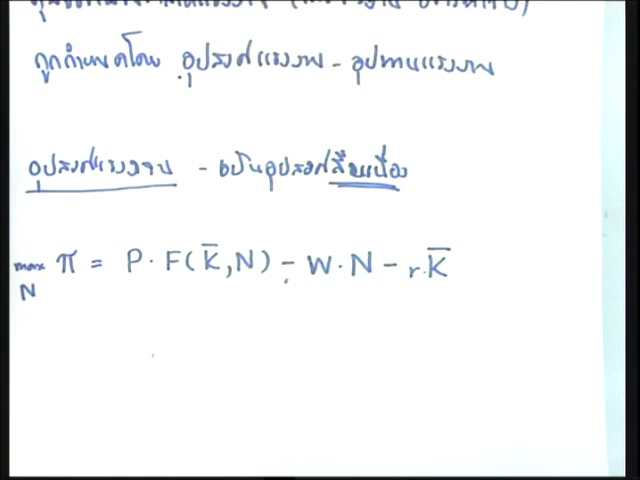 ถูกกำหนดโดย อุปสงค์แรงงาน - อุปทานแรงงาน
อุปสงค์แรงงาน - เป็นอุปสงค์สืบเนื่อง
max π = P · F(K̄, N) - W · N - r · K̄
N